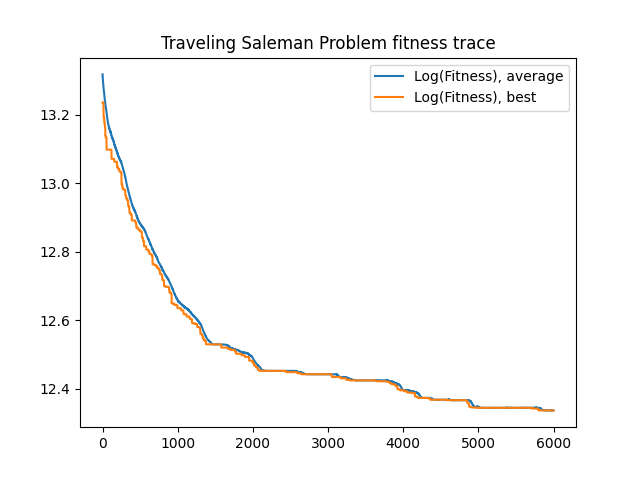 Traveling Saleman Problem fitness trace
Log(Fitness), average
Log(Fitness), best
13.2
13.0
12.8
12.6
12.4
0 1000 2000 3000 4000 5000 6000